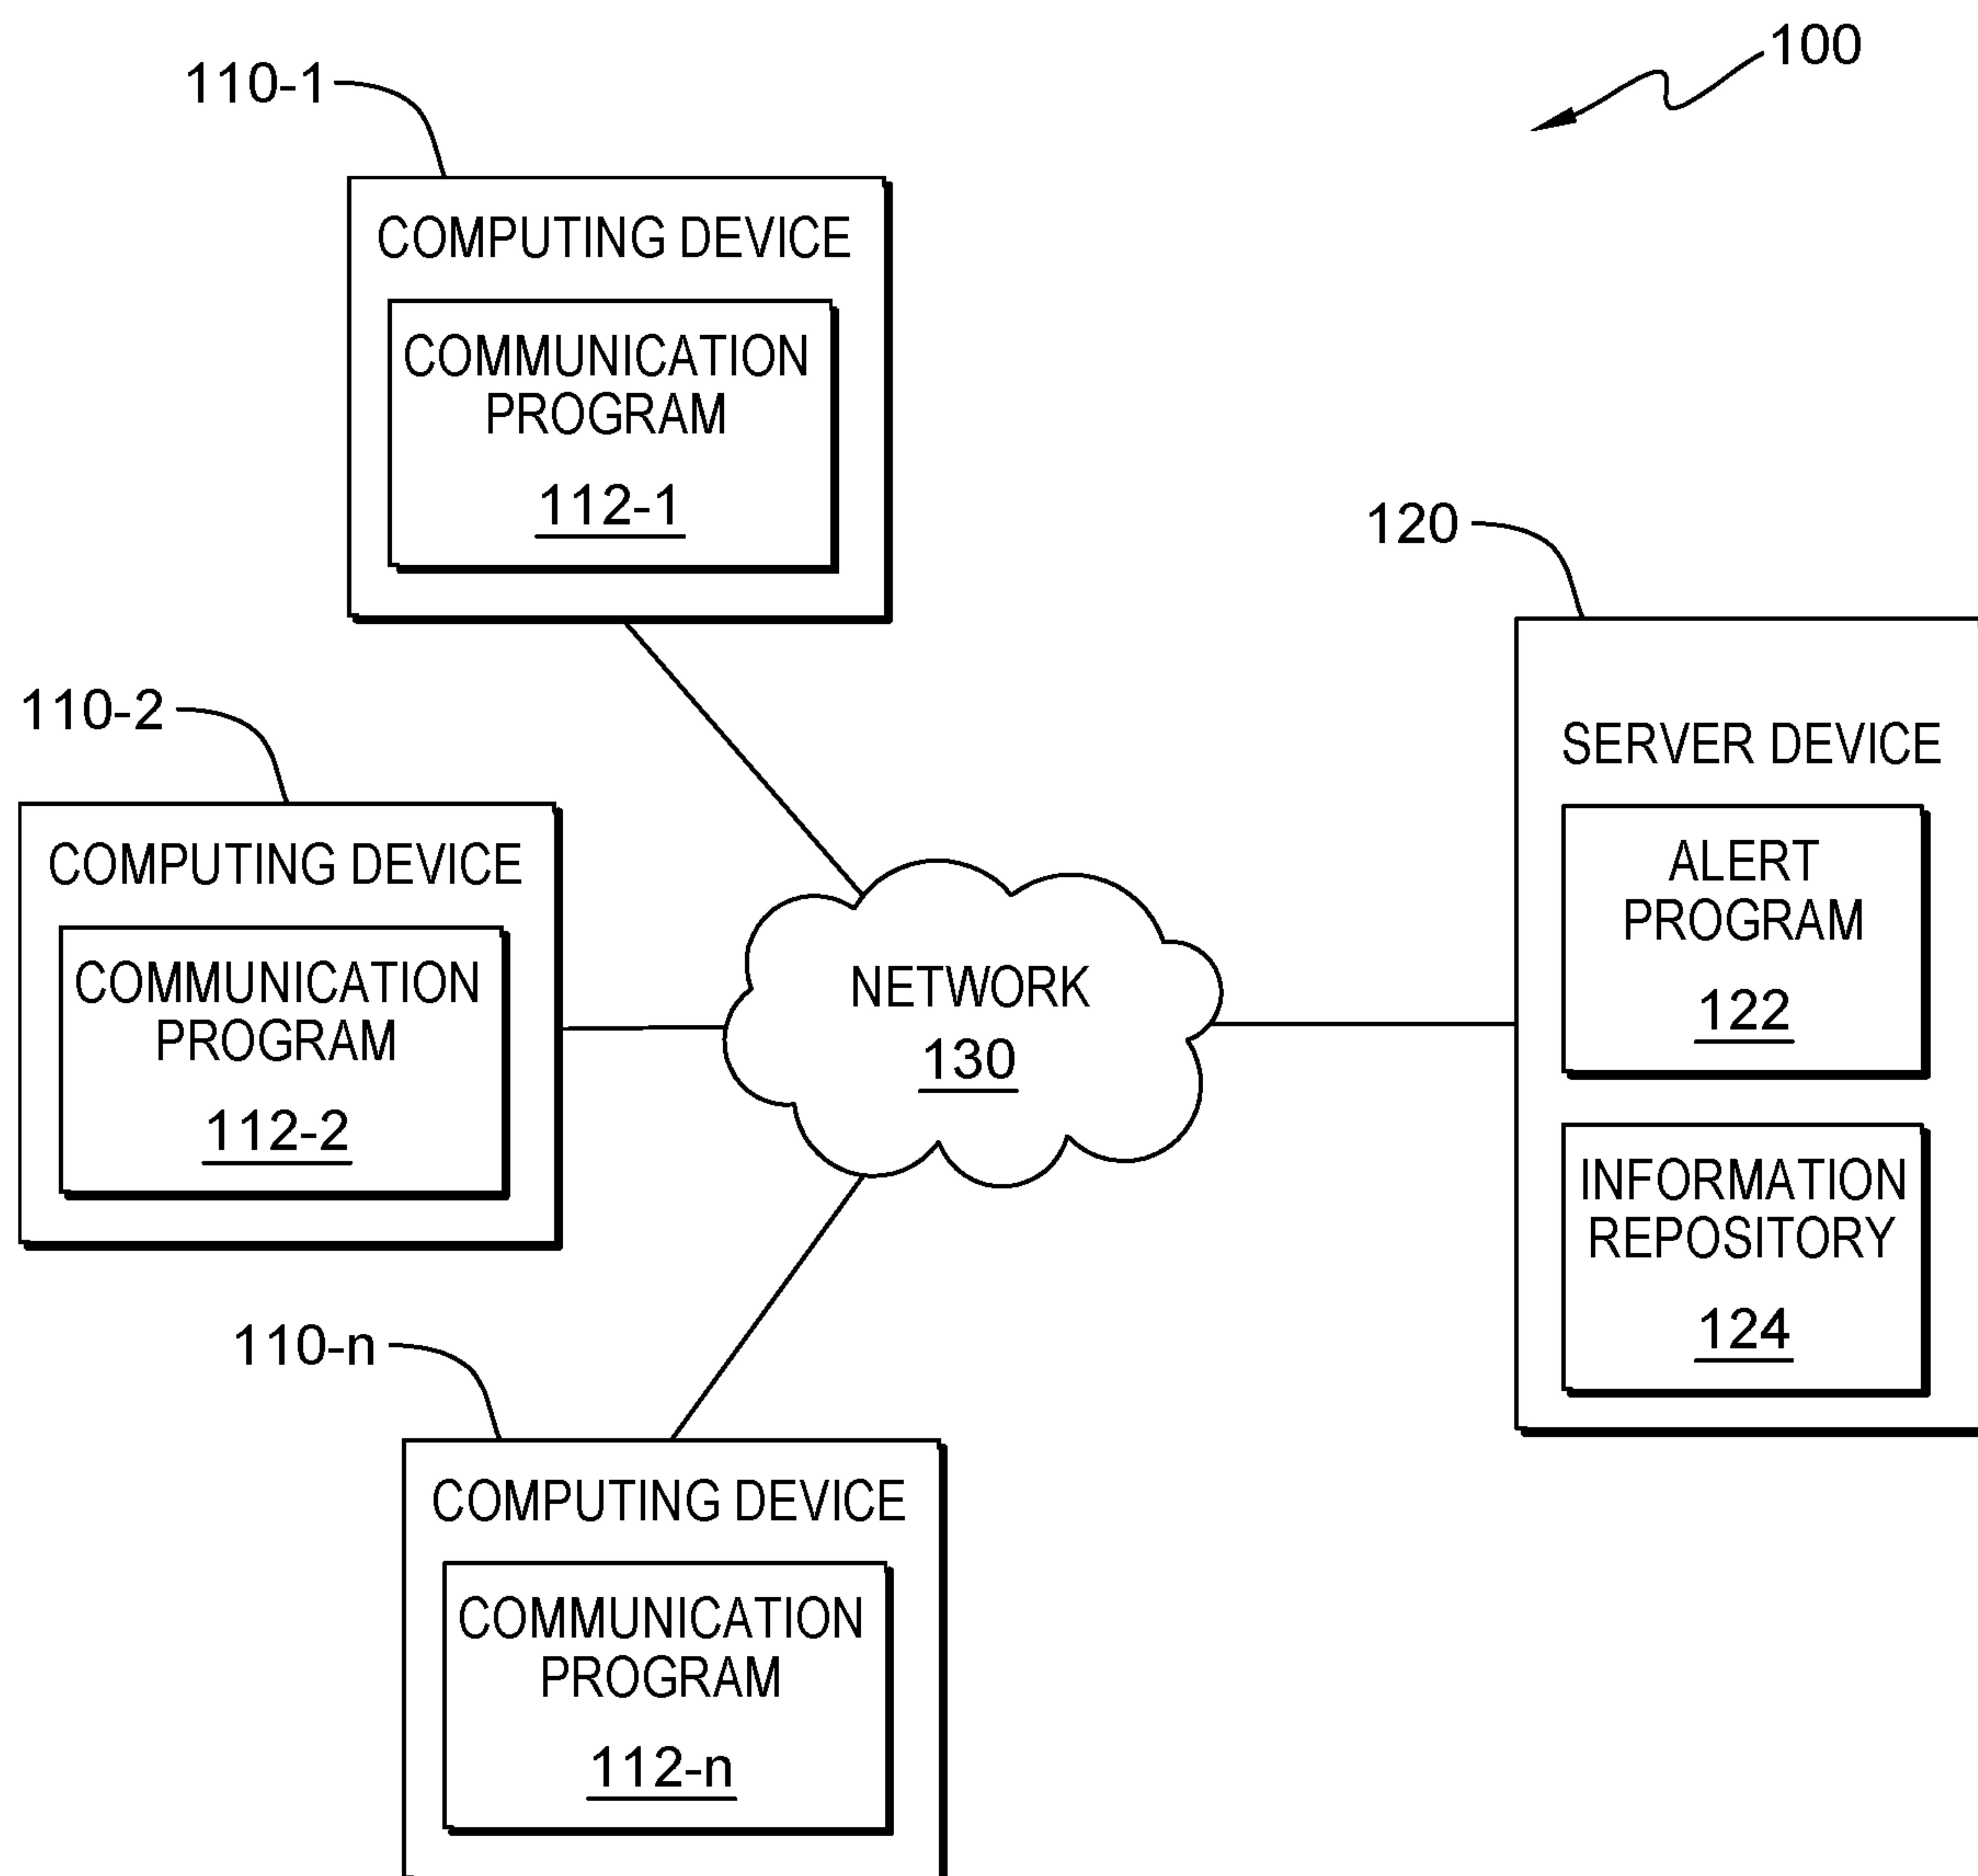 100
110-1
COMPUTING DEVICE
COMMUNICATION
PROGRAM
112-1
120
SERVER DEVICE
ALERT
PROGRAM
122
INFORMATION
REPOSITORY
124
110-2
COMPUTING DEVICE
COMMUNICATION
PROGRAM
112-2
NETWORK
130
110-n
COMPUTING DEVICE
COMMUNICATION
PROGRAM
112-n